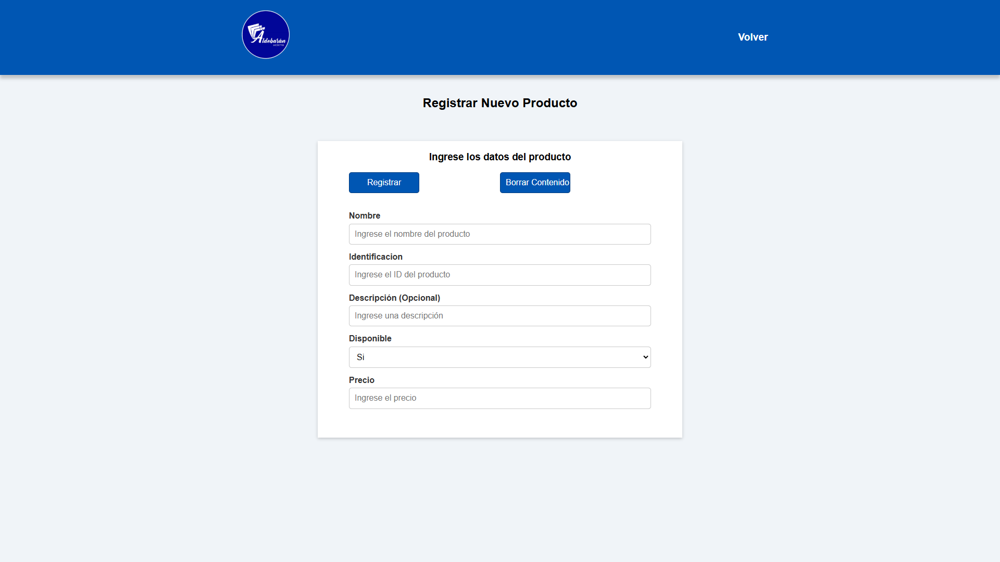 Aldebarán
ARGENTINA
Volver
Registrar Nuevo Producto
Ingrese los datos del producto
Registrar
Borrar Contenido
Nombre
Ingrese el nombre del producto
Identificacion
Ingrese el ID del producto
Descripción (Opcional)
Ingrese una descripción
Disponible
Si
Precio
Ingrese el precio